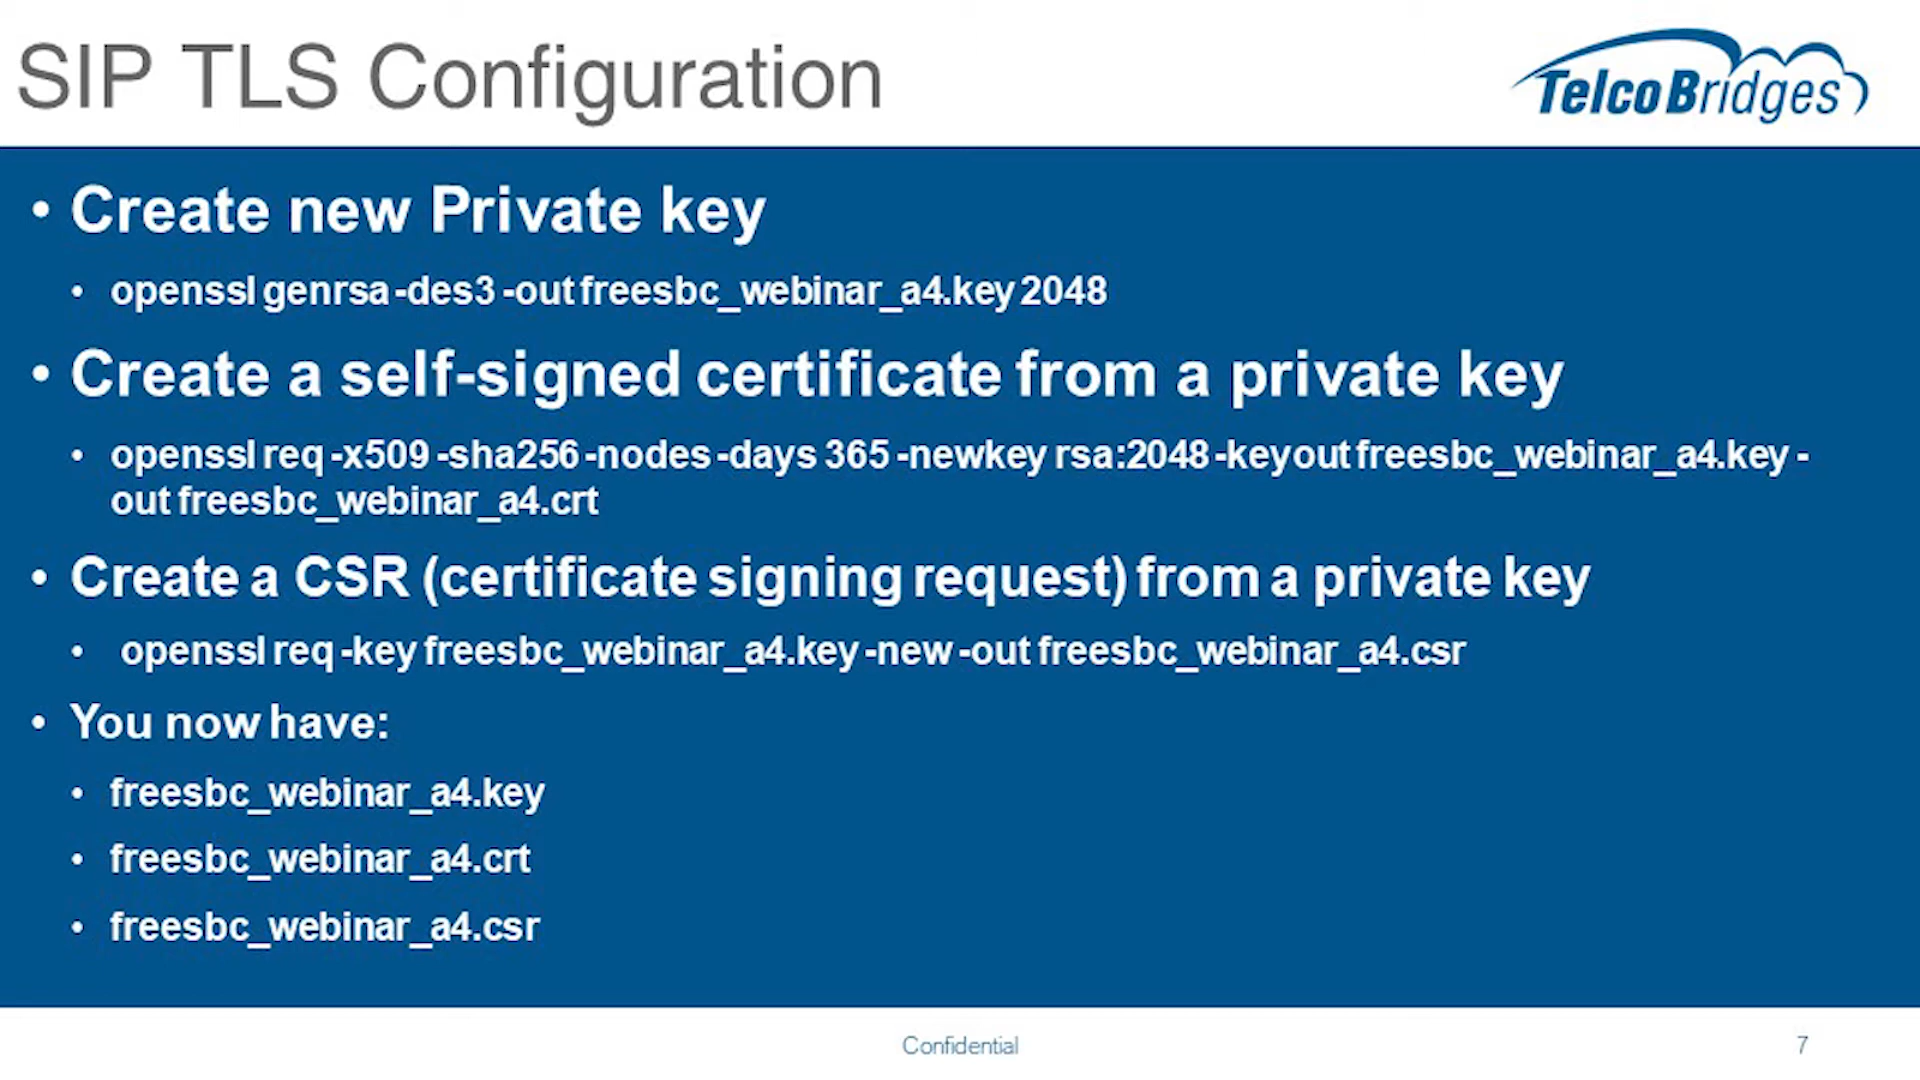 SIP TLS Configuration
TelcoBridges
• Create new Private key
• openssl genrsa -des3 -out freesbc_webinar_a4.key 2048
• Create a self-signed certificate from a private key
• openssl req -x509 -sha256 -nodes -days 365 -newkey rsa:2048 -keyout freesbc_webinar_a4.key -
out freesbc_webinar_a4.crt
• Create a CSR (certificate signing request) from a private key
• openssl req -key freesbc_webinar_a4.key -new -out freesbc_webinar_a4.csr
• You now have:
• freesbc_webinar_a4.key
• freesbc_webinar_a4.crt
• freesbc_webinar_a4.csr
Confidential
7